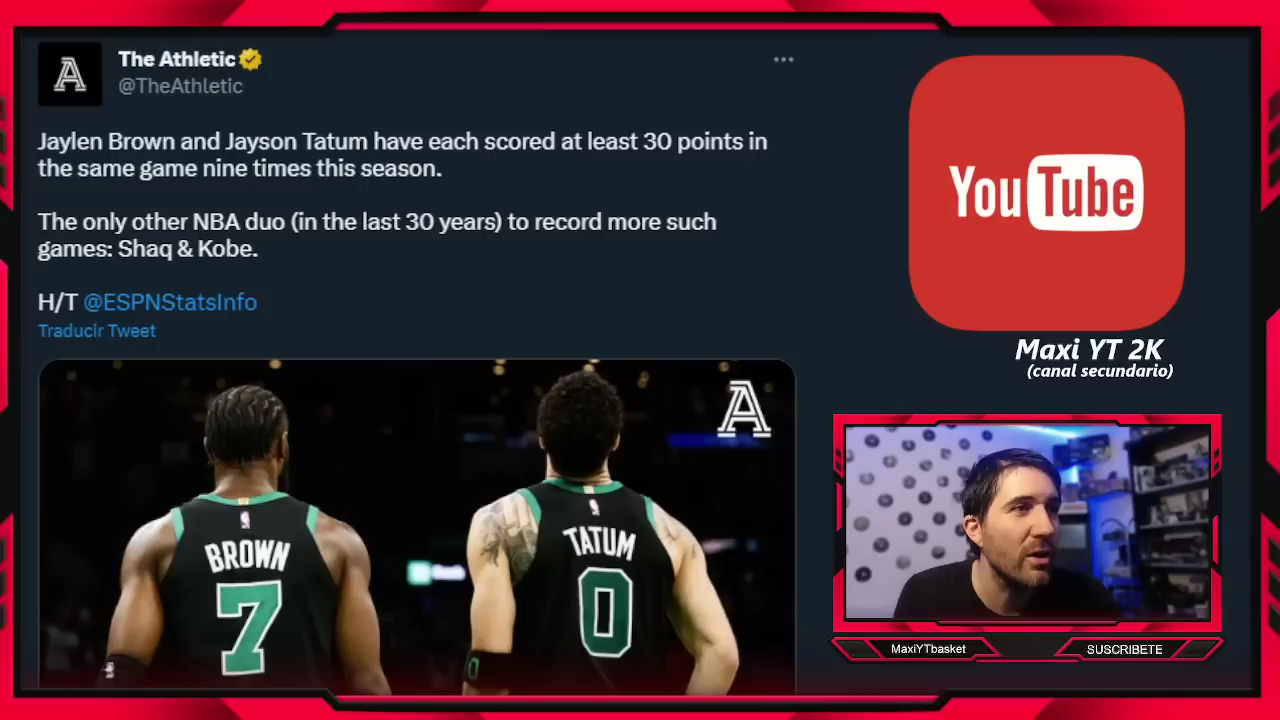 The Athletic
@TheAthletic
Jaylen Brown and Jayson Tatum have each scored at least 30 points in
the same game nine times this season.
The only other NBA duo (in the last 30 years) to record more such
games: Shaq & Kobe.
H/T @ESPNStatsInfo
Traducir Tweet
A
BROWN
7
TATUM
0
YouTube
Maxi YT 2K
(canal secundario)
MaxiYTbasket
SUSCRIBETE